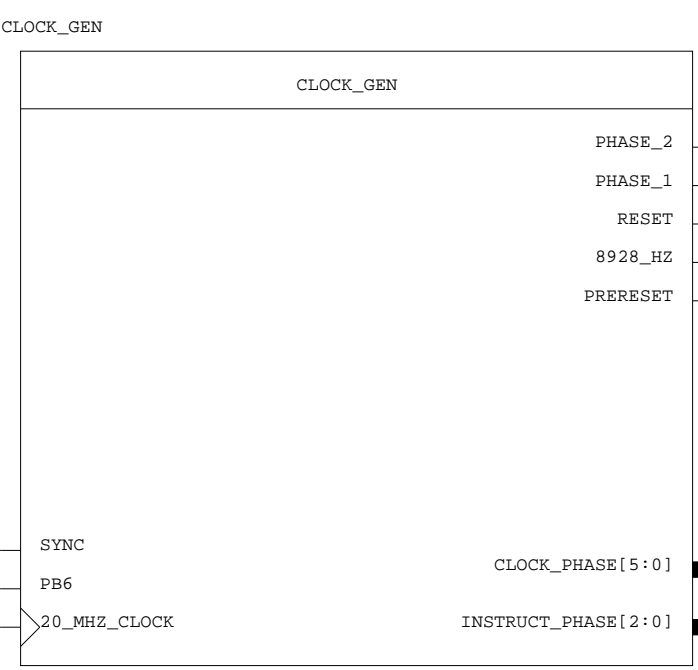 CLOCK_GEN
CLOCK_GEN
PHASE_2
PHASE_1
RESET
8928_HZ
PRERESET
SYNC
CLOCK_PHASE[5:0]
PB6
20_MHZ_CLOCK
INSTRUCT_PHASE[2:0]